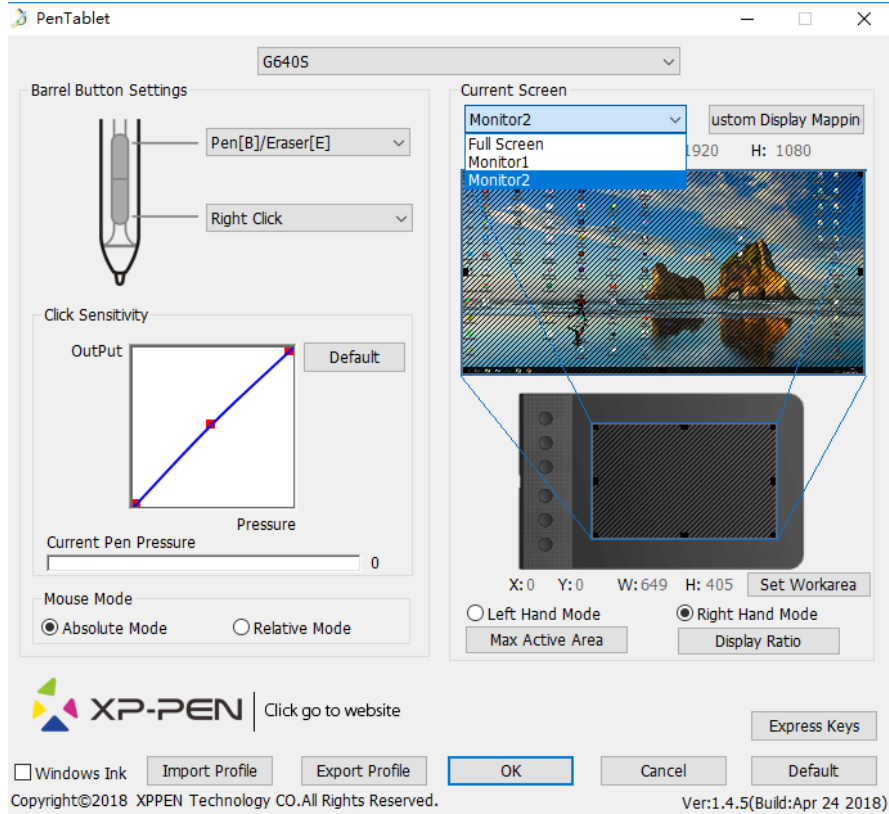 PenTablet
G640S
Barrel Button Settings
Pen[B]/Eraser[E]
Right Click
Click Sensitivity
OutPut
Default
Pressure
Current Pen Pressure
0
Mouse Mode
Absolute Mode
Relative Mode
Current Screen
Monitor2
ustom Display Mappin
Full Screen
Monitor1
Monitor2
1920 H: 1080
X: 0 Y: 0 W: 649 H: 405 Set Workarea
Left Hand Mode Right Hand Mode
Max Active Area Display Ratio
XP-PEN Click go to website
Express Keys
Windows Ink Import Profile Export Profile OK Cancel Default
Copyright©2018 XPPEN Technology CO.All Rights Reserved. Ver:1.4.5(Build:Apr 24 2018)